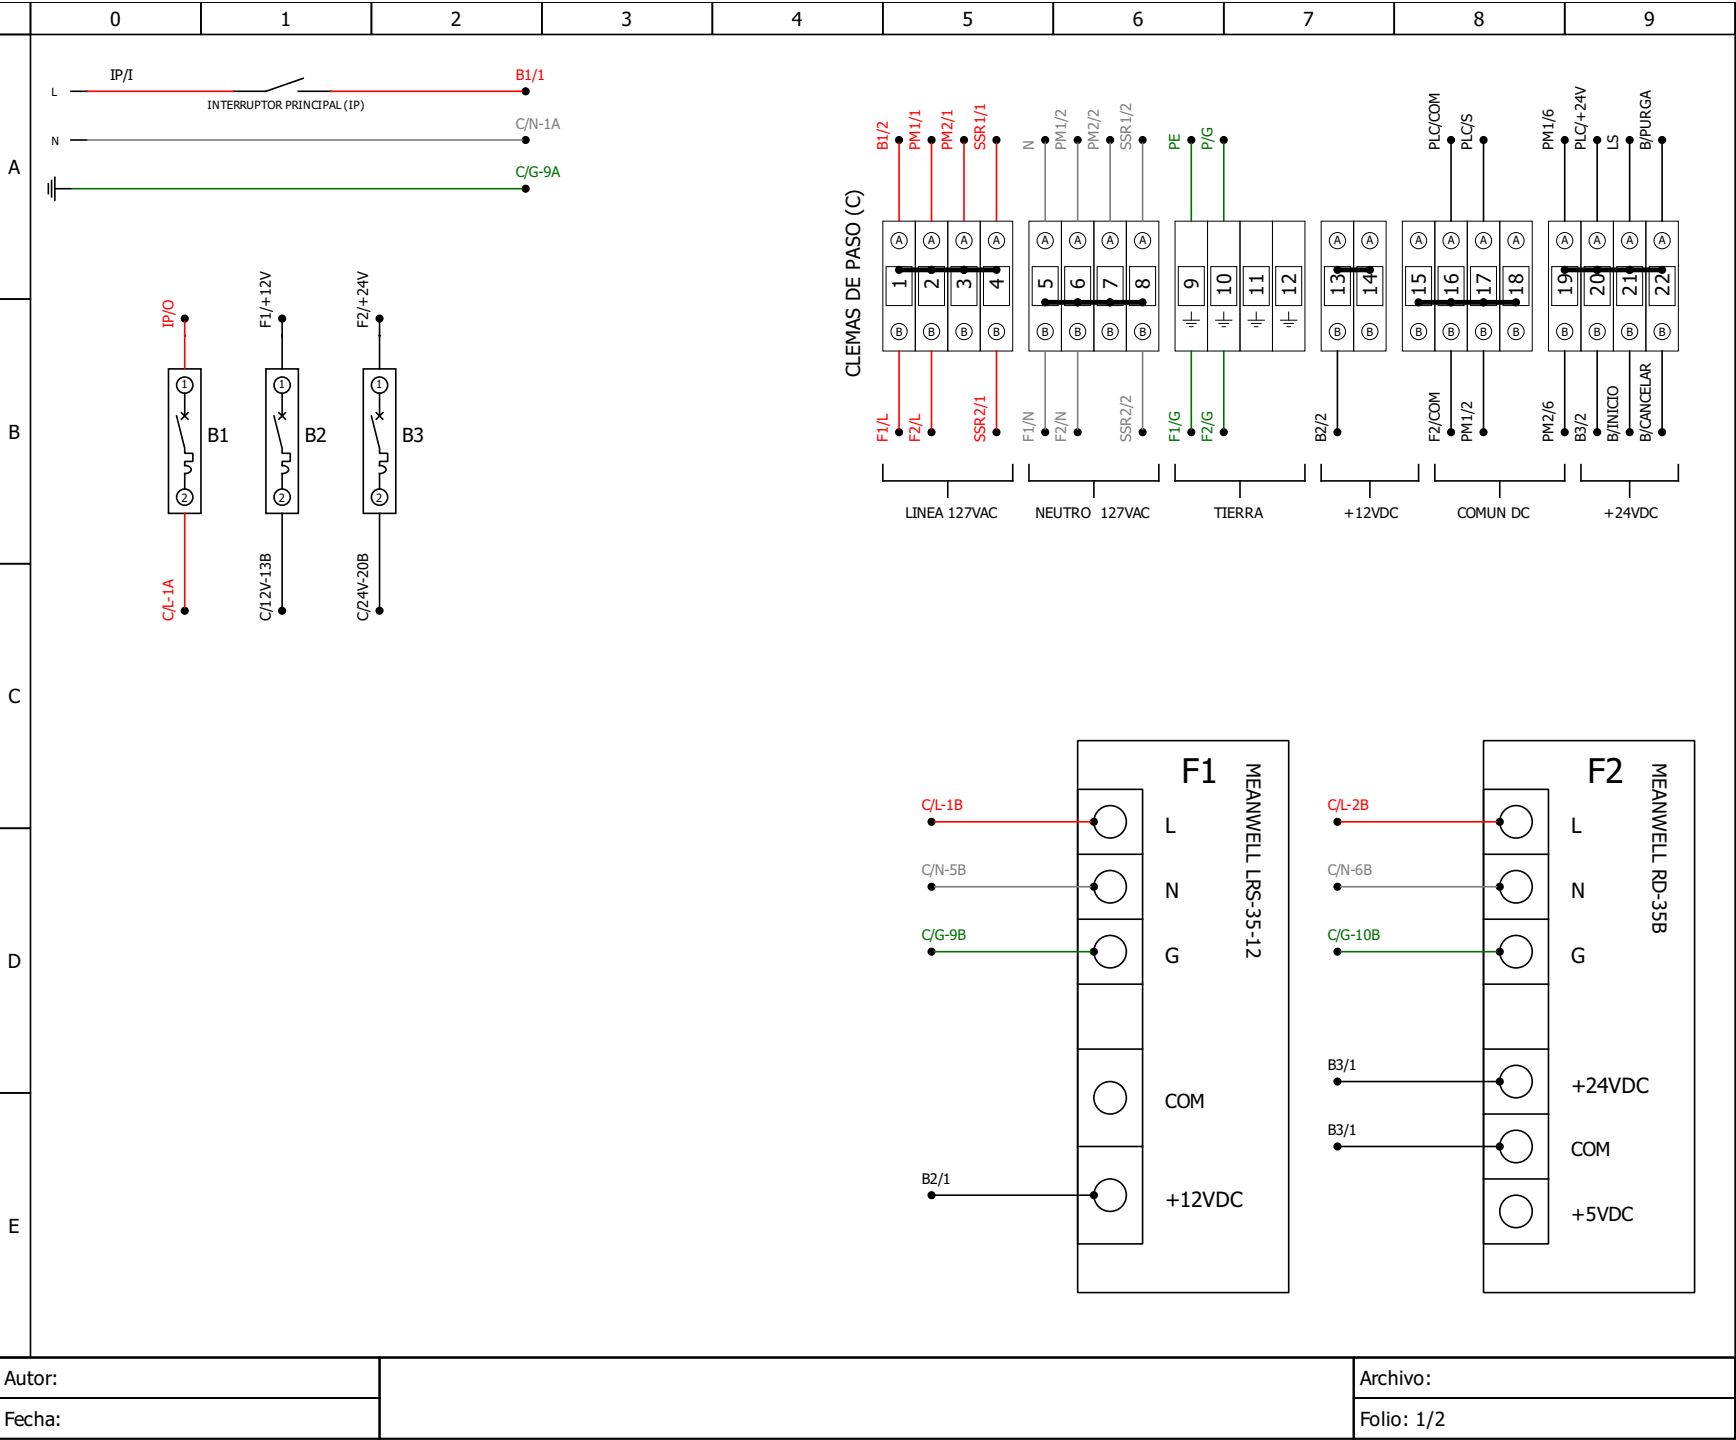 0 1 2 3 4 5 6 7 8 9
A
B
C
D
E
IP/I
B1/1
L
INTERRUPTOR PRINCIPAL (IP)
C/N-1A
N
C/G-9A
IP/O
F1/+12V
F2/+24V
1 1 1
B1 B2 B3
2 2 2
C/L-1A
C/12V-13B
C/24V-20B
CLEMAS DE PASO (C)
B1/2 PM1/1 PM2/1 SSR1/1 N PM1/2 PM2/2 SSR1/2 PE P/G PLC/COM PLC/S PM1/6 PLC/+24V LS B/PURGA
A A A A A A A A A A A A A A A A A A
1 2 3 4 5 6 7 8 9 10 11 12 13 14 15 16 17 18 19 20 21 22
B B B B B B B B B B B B B B B B B B
F1/L F2/L SSR2/1 F1/N F2/N SSR2/2 F1/G F2/G B2/2 F2/COM PM1/2 PM2/6 B3/2 B/INICIO B/CANCELAR
LINEA 127VAC NEUTRO 127VAC TIERRA +12VDC COMUN DC +24VDC
F1
MEANWELL LRS-35-12
C/L-1B
L
C/N-5B
N
C/G-9B
G
COM
B2/1
+12VDC
F2
MEANWELL RD-35B
C/L-2B
L
C/N-6B
N
C/G-10B
G
B3/1
+24VDC
B3/1
COM
+5VDC
Autor:
Fecha:
Archivo:
Folio: 1/2